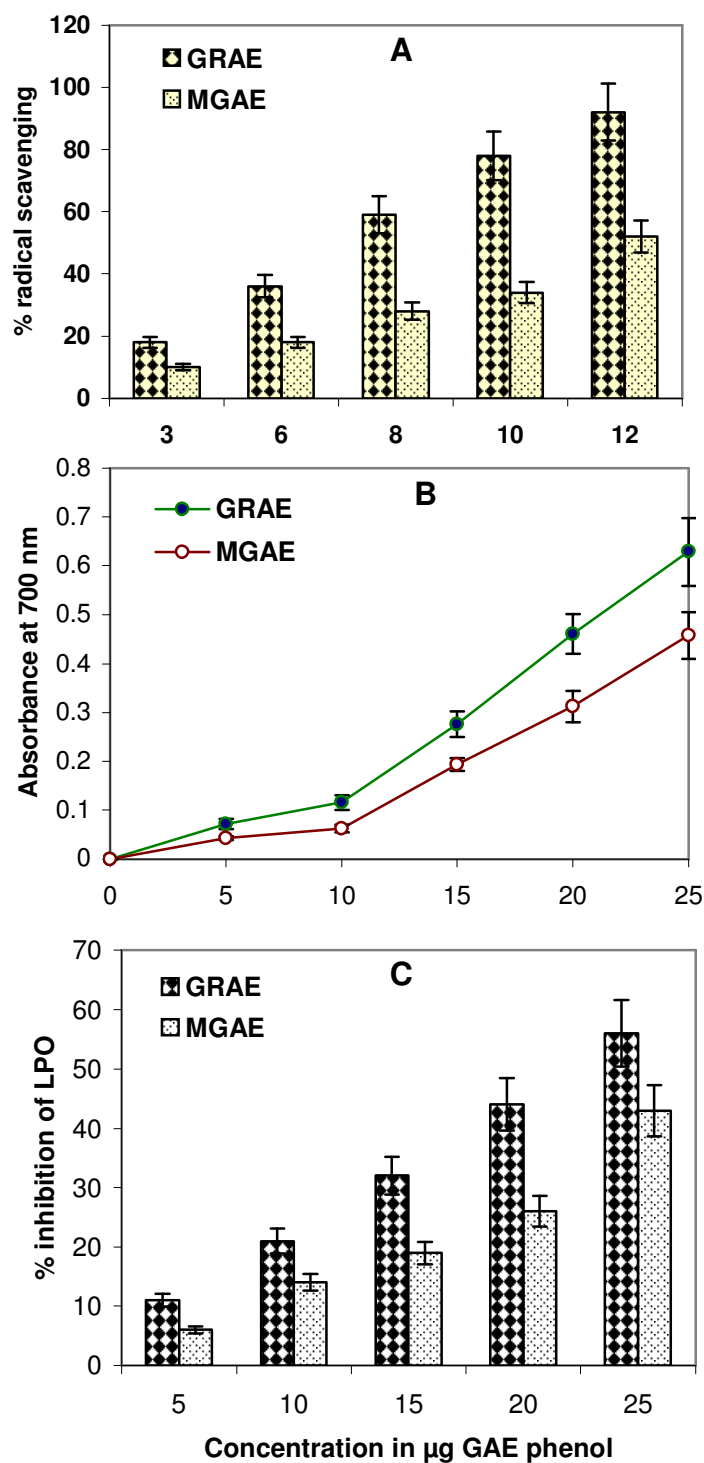 A
GRAE
MGAE
% radical scavenging
120
100
80
60
40
20
0
3 6 8 10 12
B
GRAE
MGAE
Absorbance at 700 nm
0.8
0.7
0.6
0.5
0.4
0.3
0.2
0.1
0
0 5 10 15 20 25
C
GRAE
MGAE
% inhibition of LPO
70
60
50
40
30
20
10
0
5 10 15 20 25
Concentration in µg GAE phenol